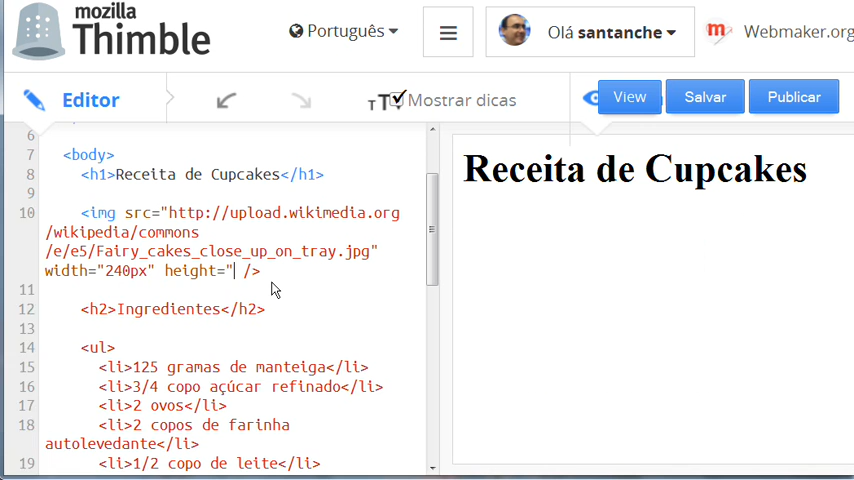 mozilla
Thimble
Português
Olá santanche
Webmaker.org
Editor
TT Mostrar dicas
View
Salvar
Publicar
6
7 <body>
8 <h1>Receita de Cupcakes</h1>
9
10 <img src="http://upload.wikimedia.org
/wikipedia/commons
/e/e5/Fairy_cakes_close_up_on_tray.jpg"
width="240px" height=" />
11
12 <h2>Ingredientes</h2>
13
14 <ul>
15 <li>125 gramas de manteiga</li>
16 <li>3/4 copo açúcar refinado</li>
17 <li>2 ovos</li>
18 <li>2 copos de farinha
autolevedante</li>
19 <li>1/2 copo de leite</li>
Receita de Cupcakes